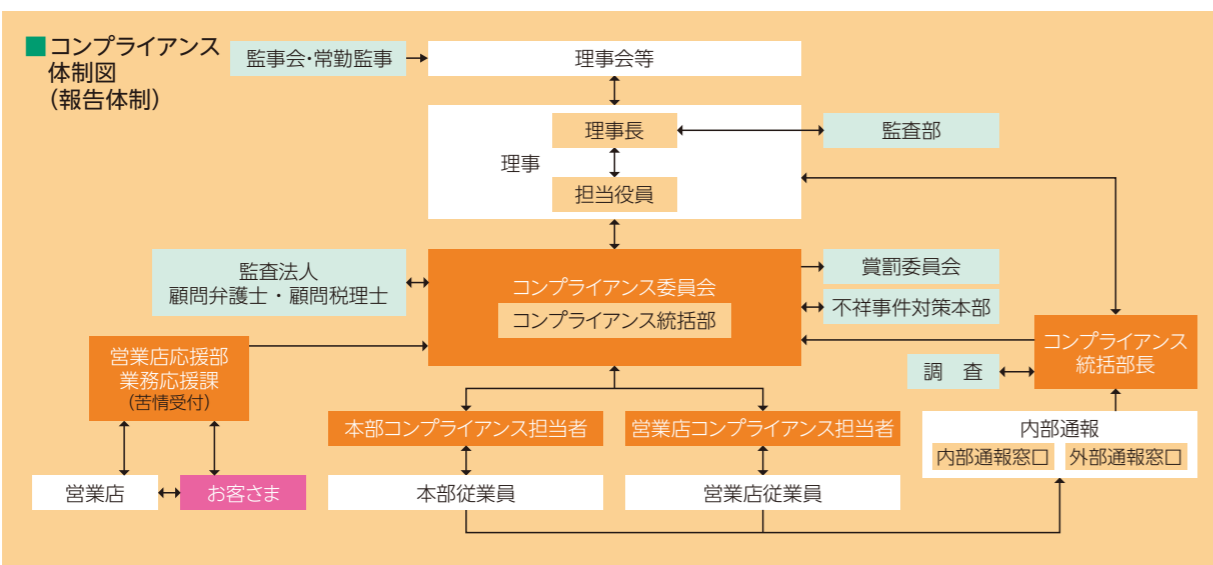 ■コンプライアンス
体制図
（報告体制）
監事会・常勤監事
理事会等
理事長
監査部
理事
担当役員
監査法人
顧問弁護士・顧問税理士
コンプライアンス委員会
コンプライアンス統括部
賞罰委員会
不祥事件対策本部
営業店応援部
業務応援課
（苦情受付）
コンプライアンス
統括部長
調　査
本部コンプライアンス担当者
営業店コンプライアンス担当者
内部通報
内部通報窓口
外部通報窓口
営業店
お客さま
本部従業員
営業店従業員